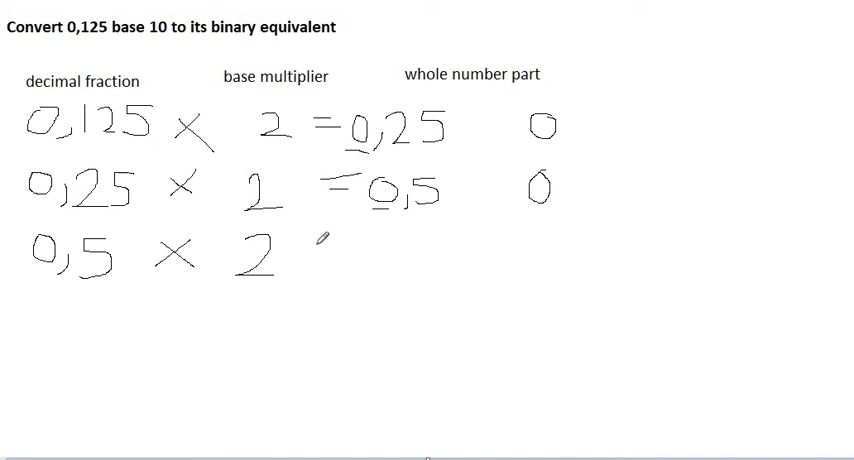 Convert 0,125 base 10 to its binary equivalent
decimal fraction base multiplier whole number part
0,125 × 2 = 0,25 0
0,25 × 2 = 0,5 0
0,5 × 2